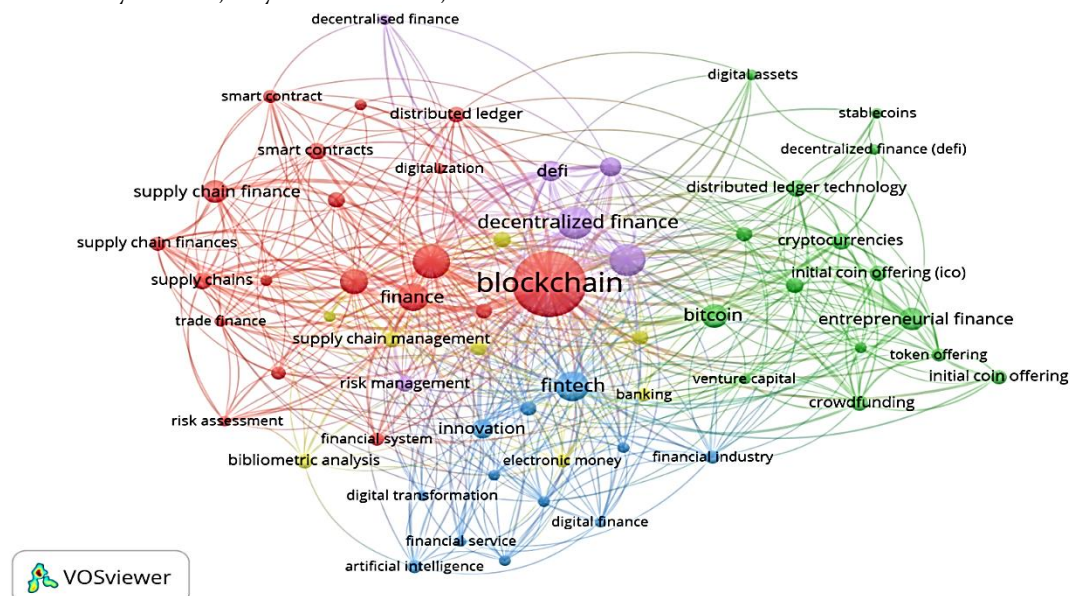 decentralised finance
digital assets
smart contract
distributed ledger
stablecoins
smart contracts
decentralized finance (defi)
digitalization
defi
supply chain finance
distributed ledger technology
decentralized finance
supply chain finances
cryptocurrencies
supply chains
blockchain
initial coin offering (ico)
finance
trade finance
bitcoin
entrepreneurial finance
supply chain management
token offering
risk management
fintech
banking
venture capital
initial coin offering
crowdfunding
risk assessment
innovation
financial system
bibliometric analysis
electronic money
financial industry
digital transformation
digital finance
financial service
artificial intelligence
VOSviewer